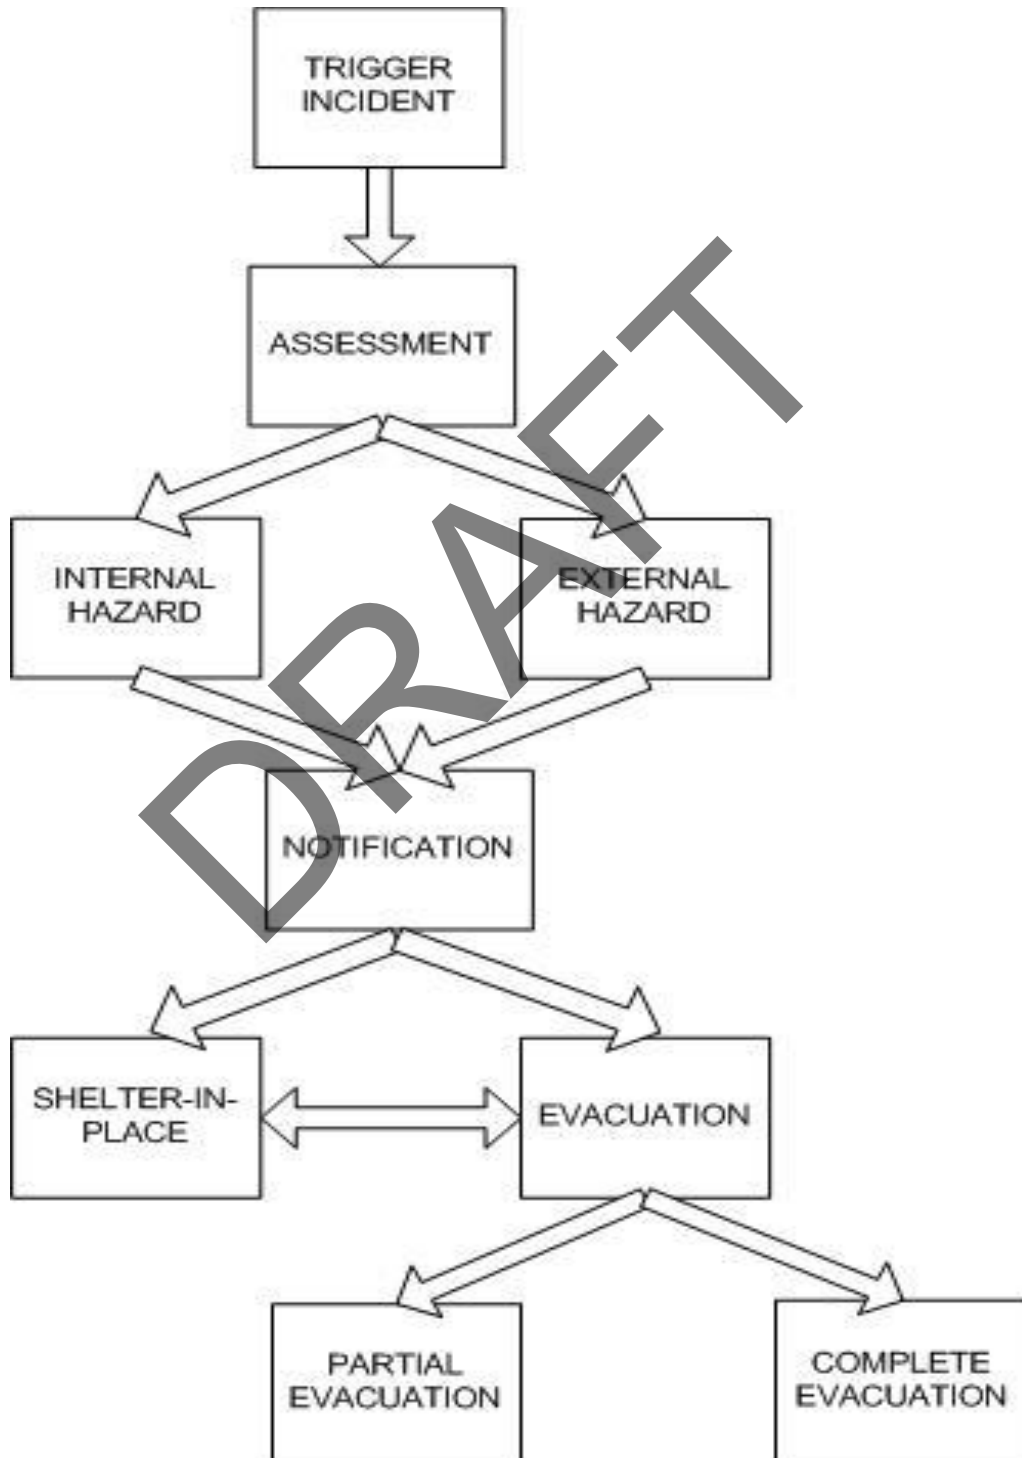 TRIGGER
INCIDENT
ASSESSMENT
INTERNAL
HAZARD
EXTERNAL
HAZARD
DRAFT
NOTIFICATION
SHELTER-IN-
PLACE
EVACUATION
PARTIAL
EVACUATION
COMPLETE
EVACUATION